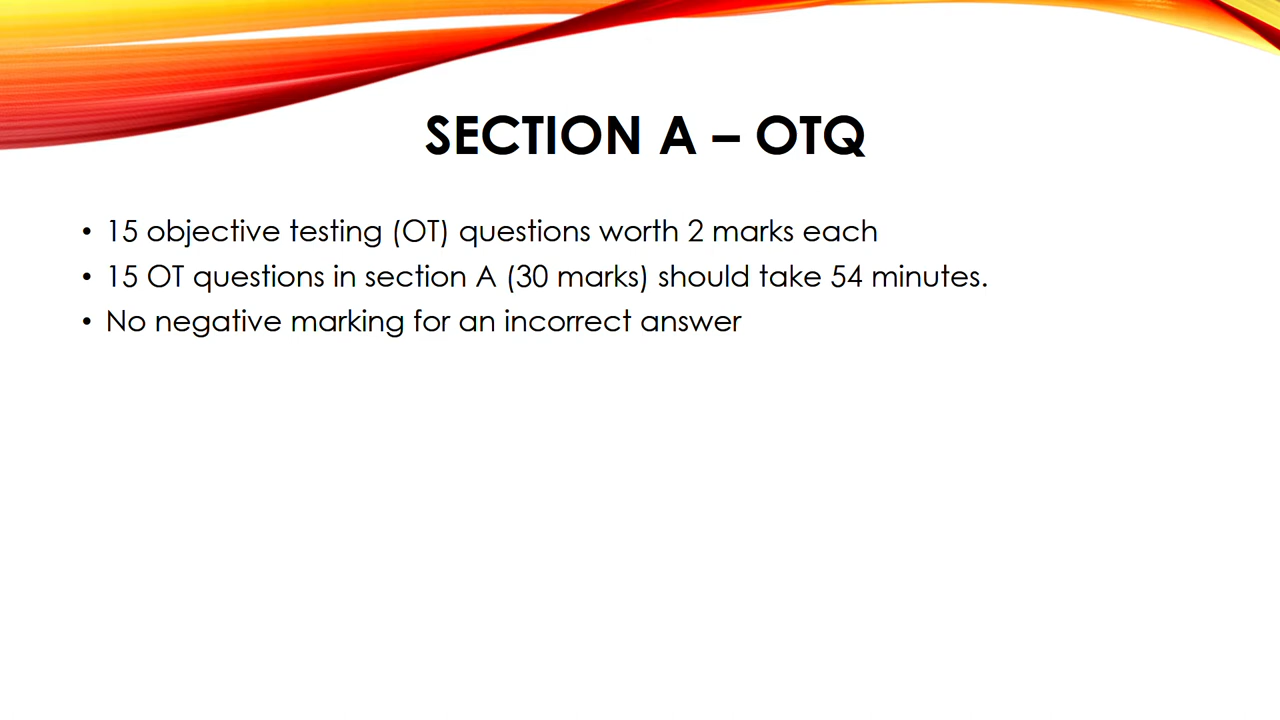 SECTION A – OTQ
• 15 objective testing (OT) questions worth 2 marks each
• 15 OT questions in section A (30 marks) should take 54 minutes.
• No negative marking for an incorrect answer